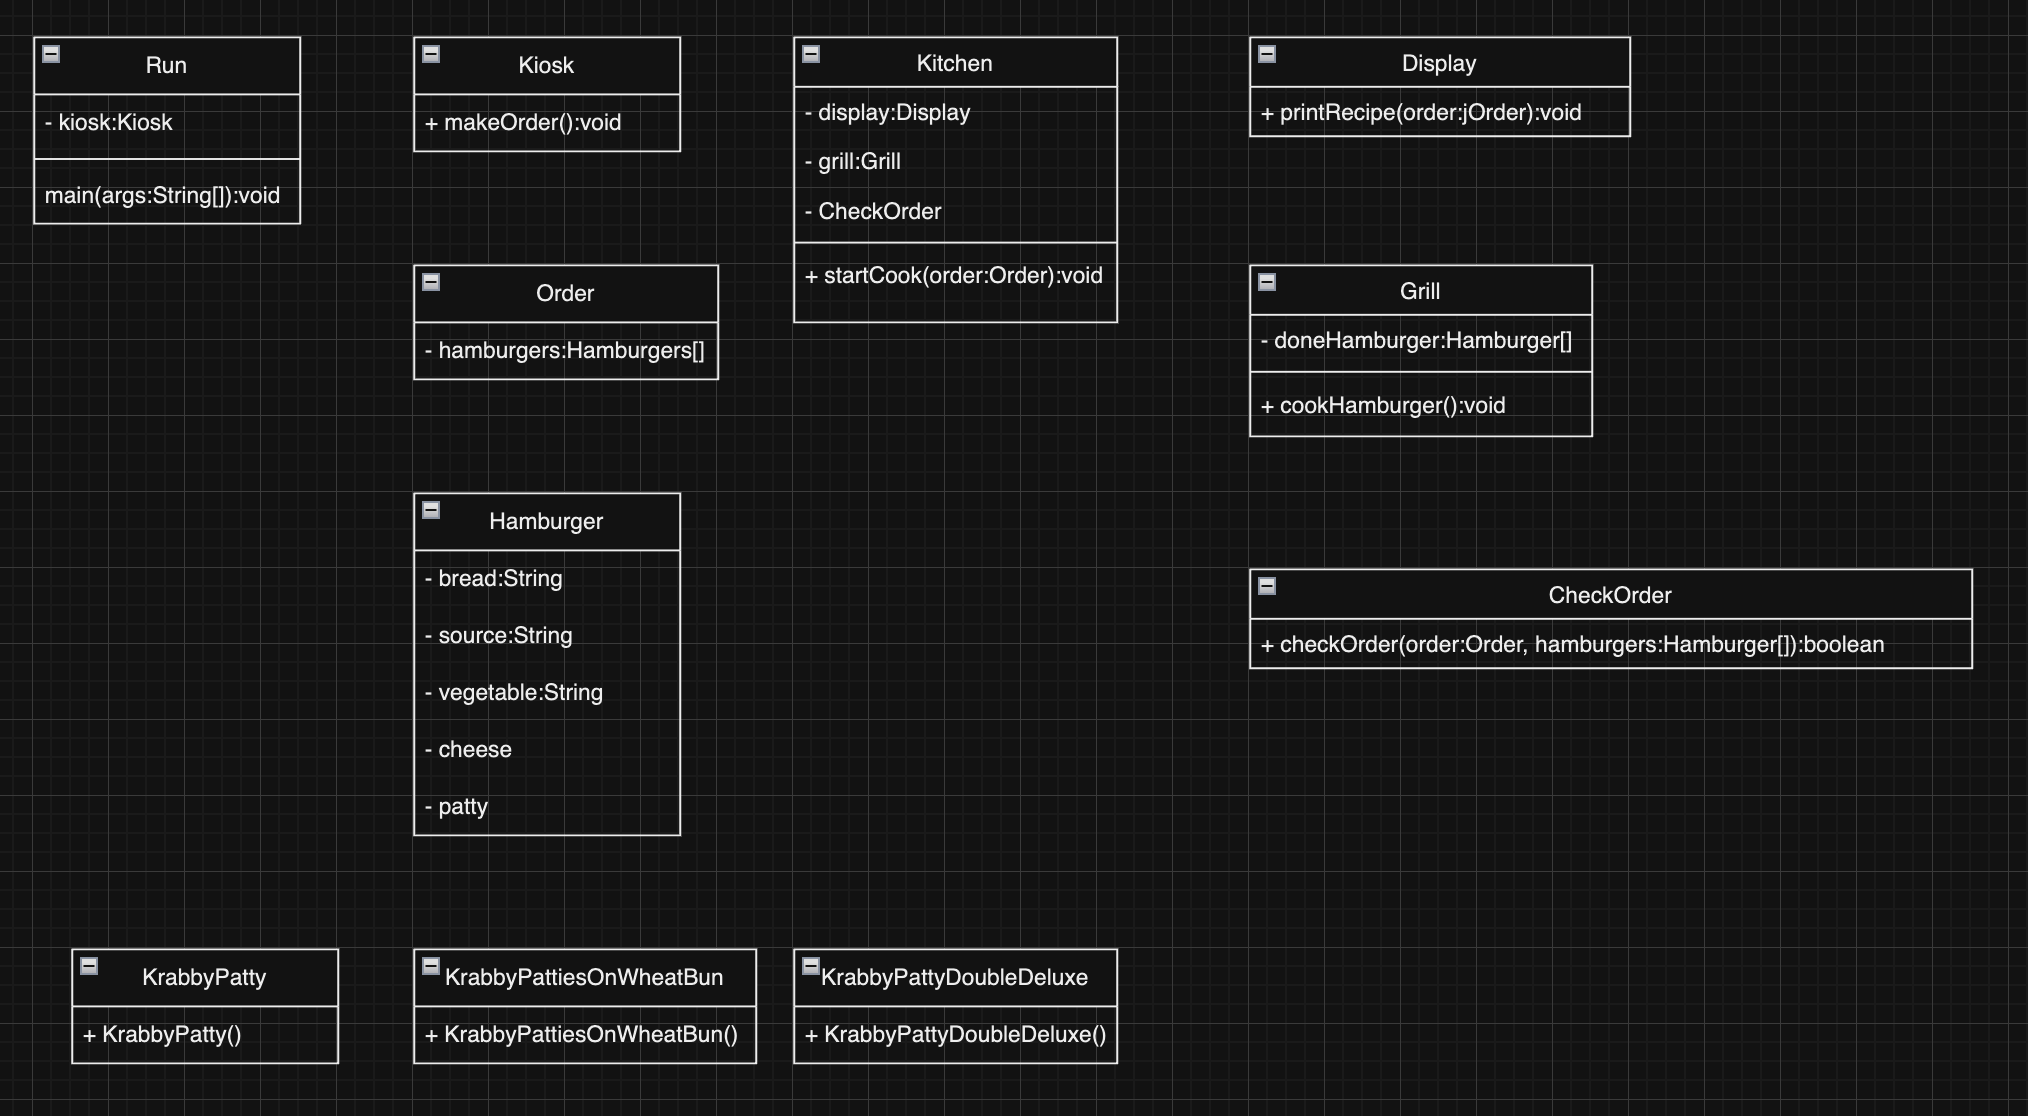 Run
- kiosk:Kiosk
main(args:String[]):void
Kiosk
+ makeOrder():void
Kitchen
- display:Display
- grill:Grill
- CheckOrder
+ startCook(order:Order):void
Display
+ printRecipe(order:jOrder):void
Order
- hamburgers:Hamburgers[]
Grill
- doneHamburger:Hamburger[]
+ cookHamburger():void
Hamburger
- bread:String
- source:String
- vegetable:String
- cheese
- patty
CheckOrder
+ checkOrder(order:Order, hamburgers:Hamburger[]):boolean
KrabbyPatty
+ KrabbyPatty()
KrabbyPattiesOnWheatBun
+ KrabbyPattiesOnWheatBun()
KrabbyPattyDoubleDeluxe
+ KrabbyPattyDoubleDeluxe()